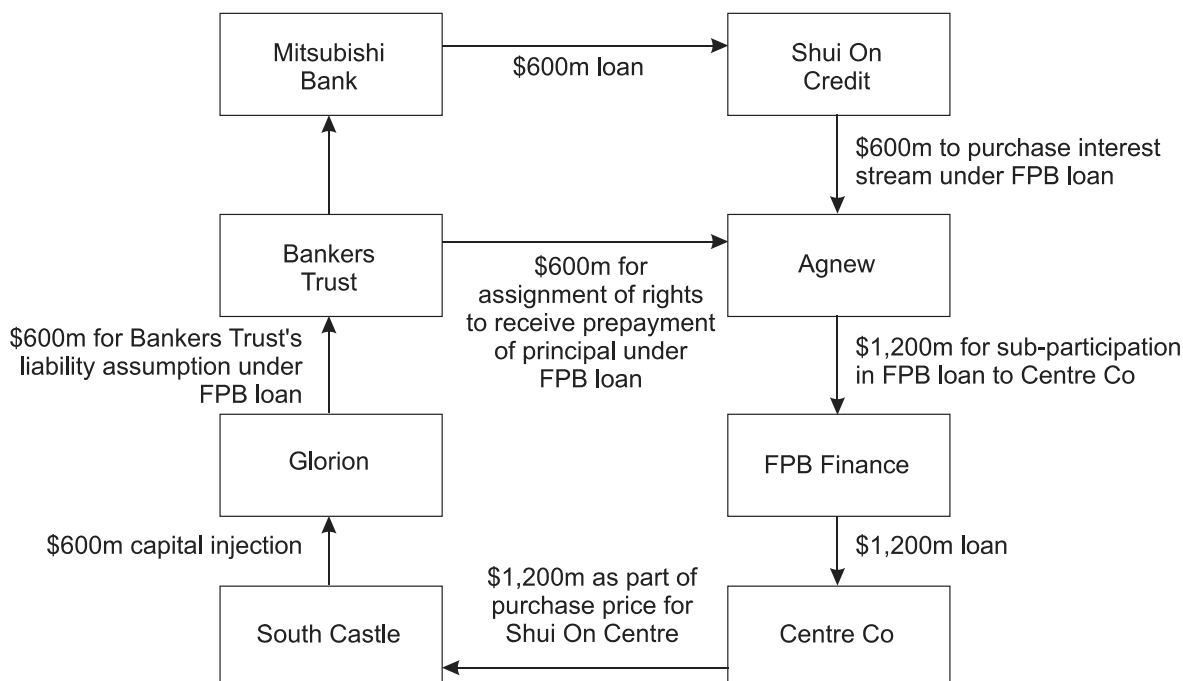 Mitsubishi
Bank
$600m loan
Shui On
Credit
$600m to purchase interest
stream under FPB loan
Bankers
Trust
$600m for
assignment of rights
to receive prepayment
of principal under
FPB loan
Agnew
$600m for Bankers Trust's
liability assumption under
FPB loan
$1,200m for sub-participation
in FPB loan to Centre Co
Glorion
FPB Finance
$600m capital injection
$1,200m loan
South Castle
$1,200m as part of
purchase price for
Shui On Centre
Centre Co